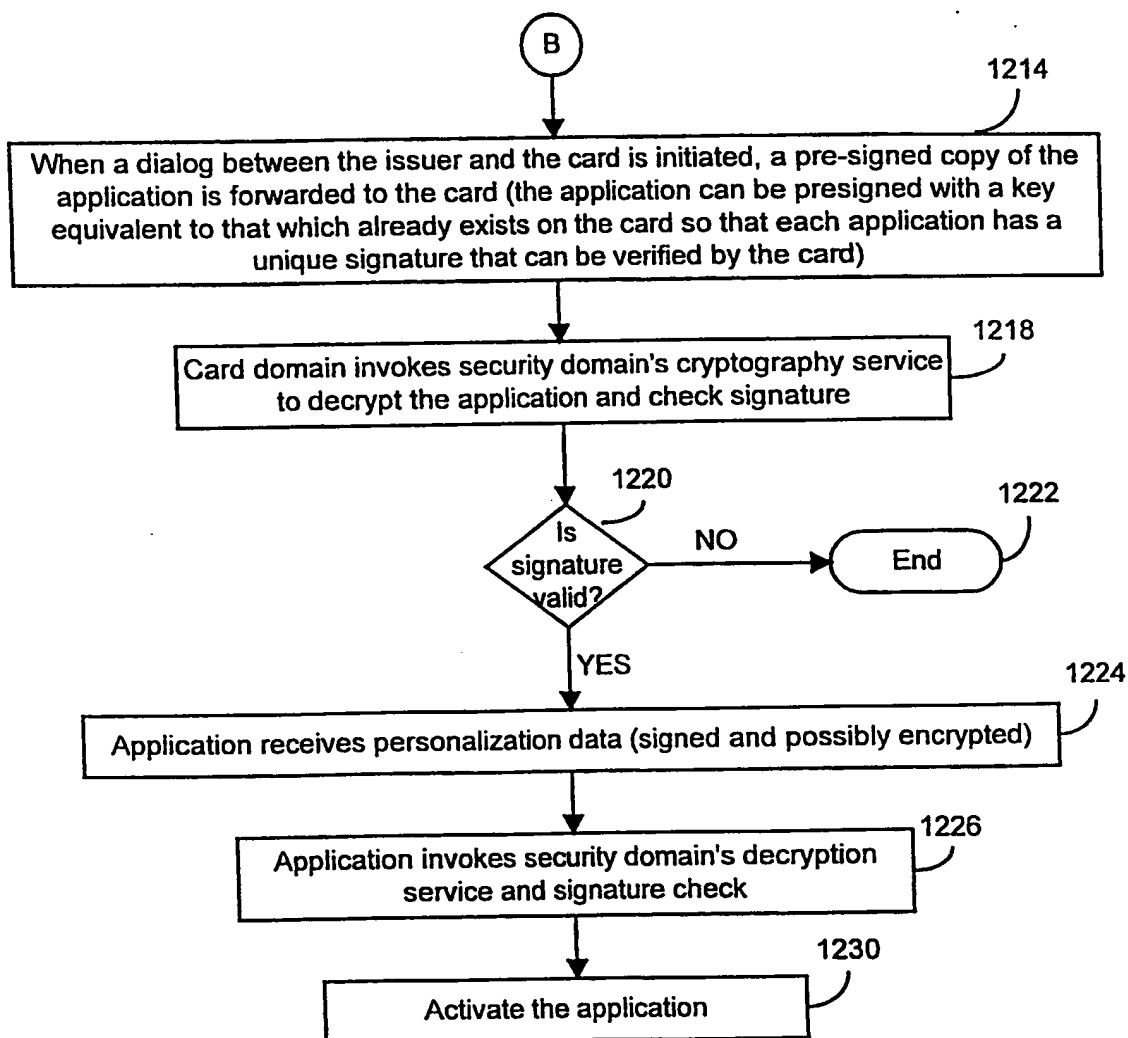 B
1214
When a dialog between the issuer and the card is initiated, a pre-signed copy of the
application is forwarded to the card (the application can be presigned with a key
equivalent to that which already exists on the card so that each application has a
unique signature that can be verified by the card)
1218
Card domain invokes security domain's cryptography service
to decrypt the application and check signature
1220
Is
signature
valid?
NO
1222
End
YES
1224
Application receives personalization data (signed and possibly encrypted)
1226
Application invokes security domain's decryption
service and signature check
1230
Activate the application